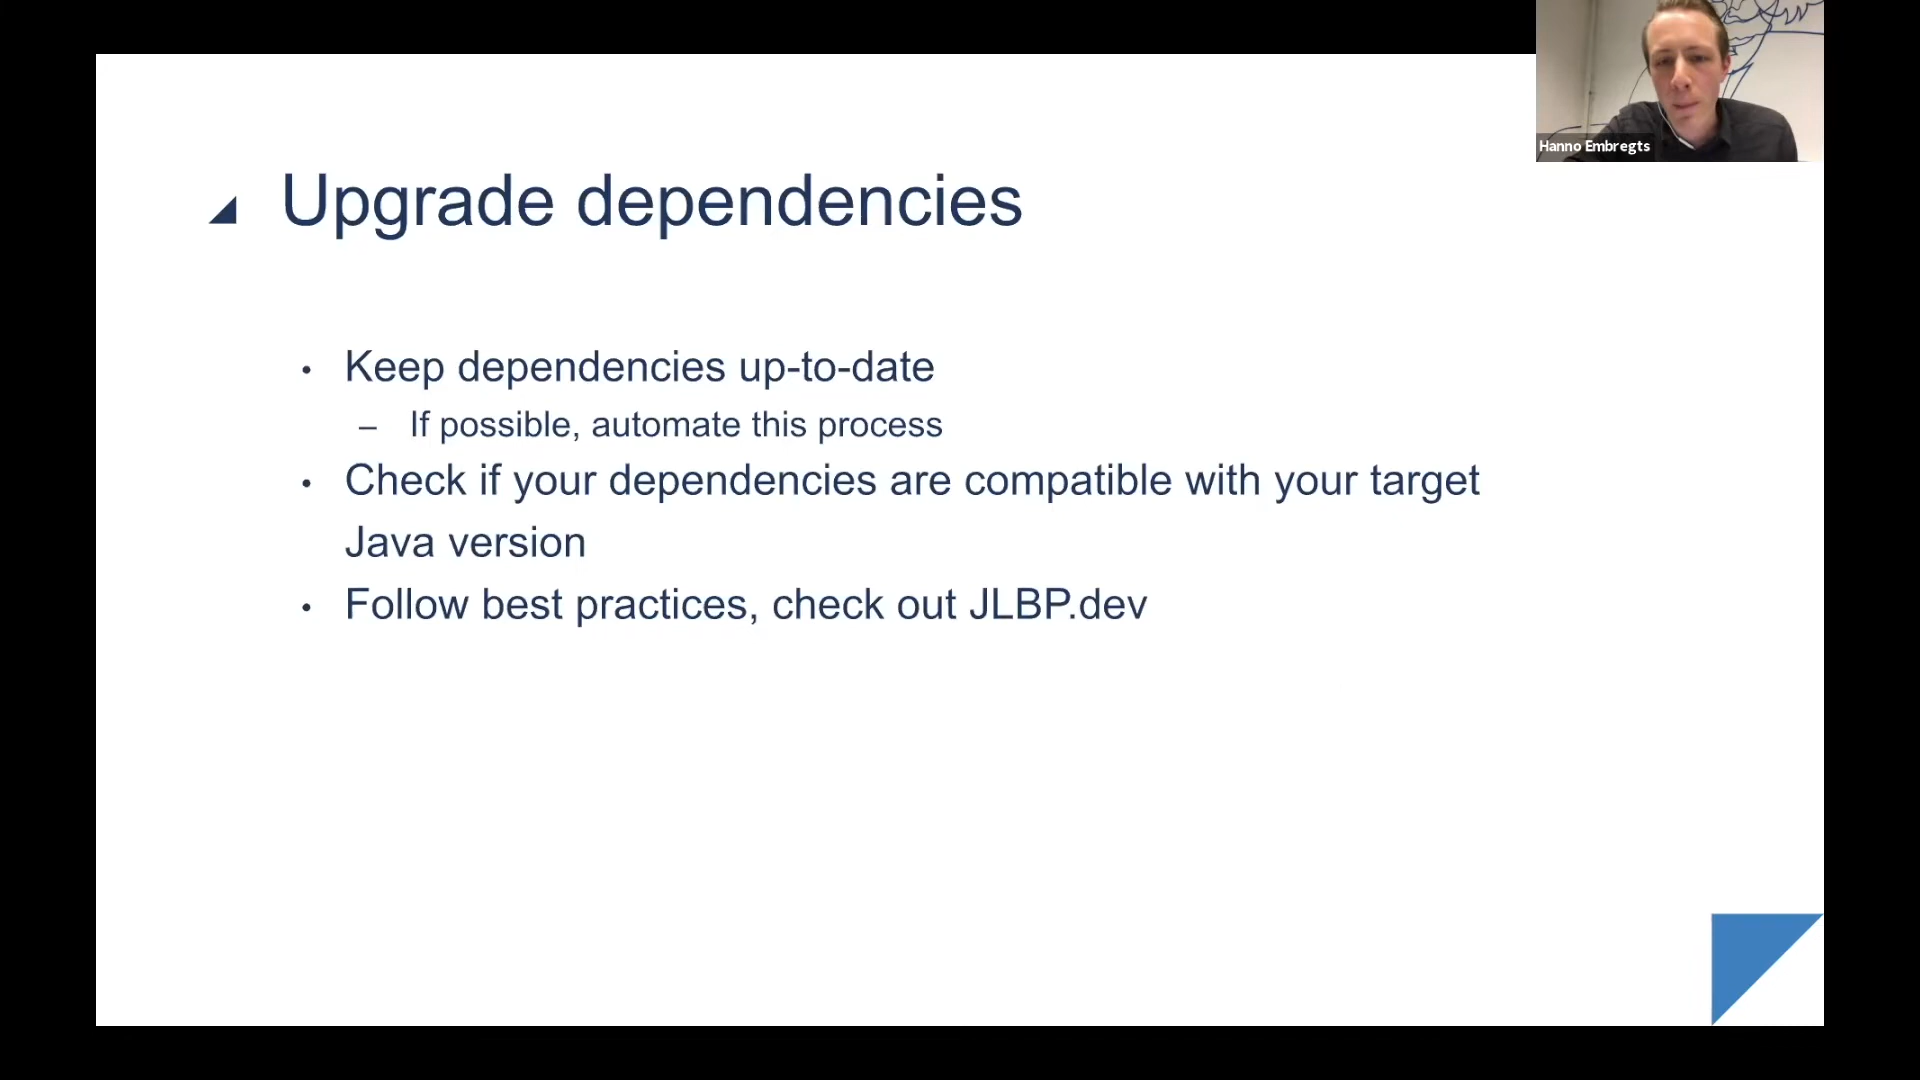 Hanno Embregts
Upgrade dependencies
• Keep dependencies up-to-date
– If possible, automate this process
• Check if your dependencies are compatible with your target
Java version
• Follow best practices, check out JLBP.dev